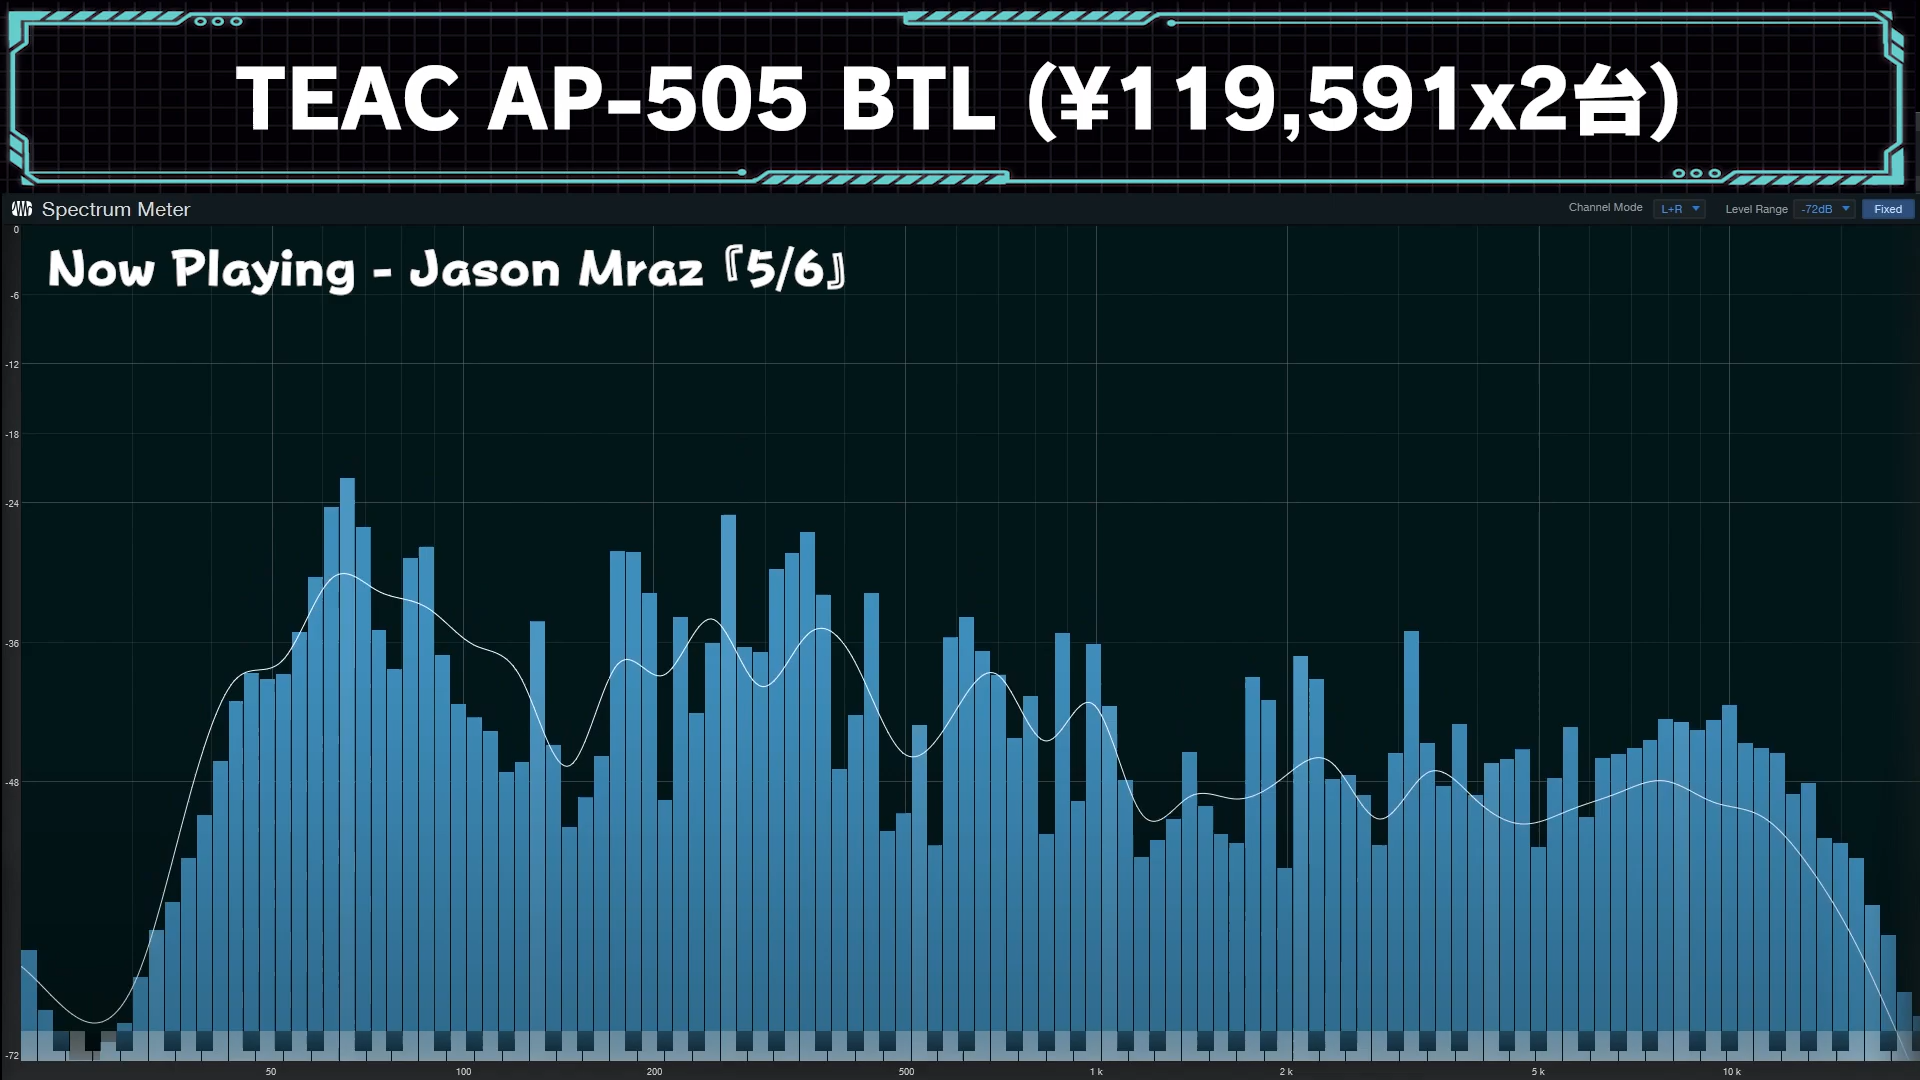 TEAC AP-505 BTL (¥119,591x2台)
Spectrum Meter
Channel Mode L+R Level Range -72dB Fixed
Now Playing - Jason Mraz『5/6』
0
-6
-12
-18
-24
-36
-48
-72
50 100 200 500 1 k 2 k 5 k 10 k